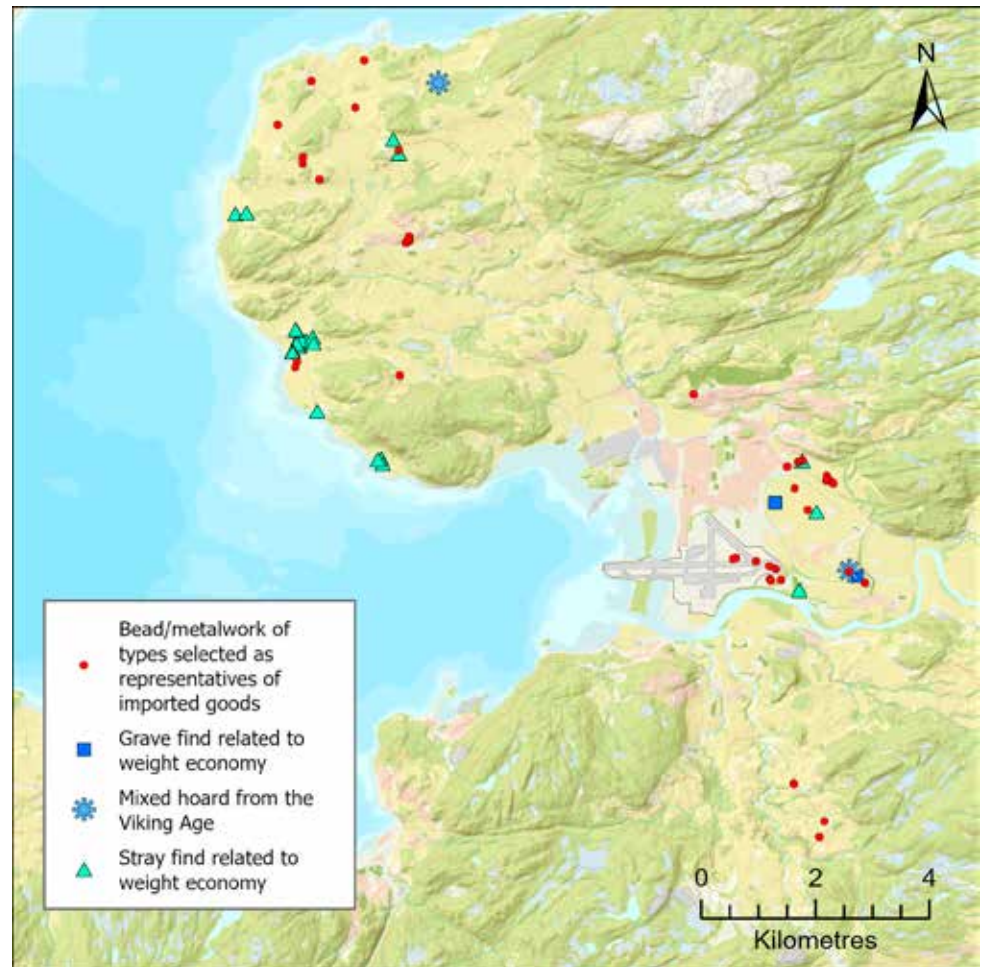 N
Bead/metalwork of
types selected as
representatives of
imported goods
Grave find related to
weight economy
Mixed hoard from the
Viking Age
Stray find related to
weight economy
0 2 4
Kilometres